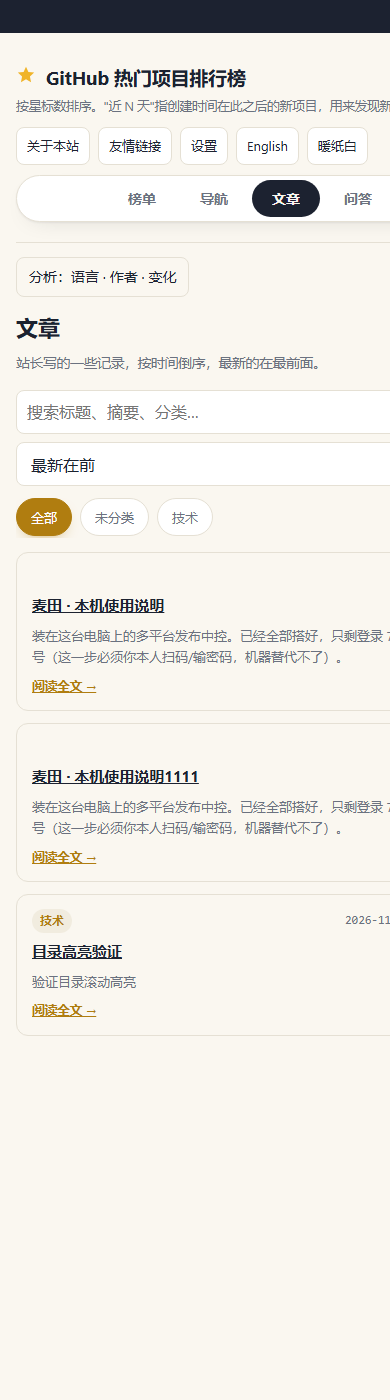 GitHub 热门项目排行榜
按星标数排序。"近 N 天"指创建时间在此之后的新项目，用来发现新
关于本站 友情链接 设置 English 暖纸白
榜单 导航 文章 问答
分析：语言 · 作者 · 变化
文章
站长写的一些记录，按时间倒序，最新的在最前面。
搜索标题、摘要、分类...
最新在前
全部 未分类 技术
麦田 · 本机使用说明
装在这台电脑上的多平台发布中控。已经全部搭好，只剩登录
号（这一步必须你本人扫码/输密码，机器替代不了）。
阅读全文 →
麦田 · 本机使用说明1111
装在这台电脑上的多平台发布中控。已经全部搭好，只剩登录
号（这一步必须你本人扫码/输密码，机器替代不了）。
阅读全文 →
技术 2026-11
目录高亮验证
验证目录滚动高亮
阅读全文 →